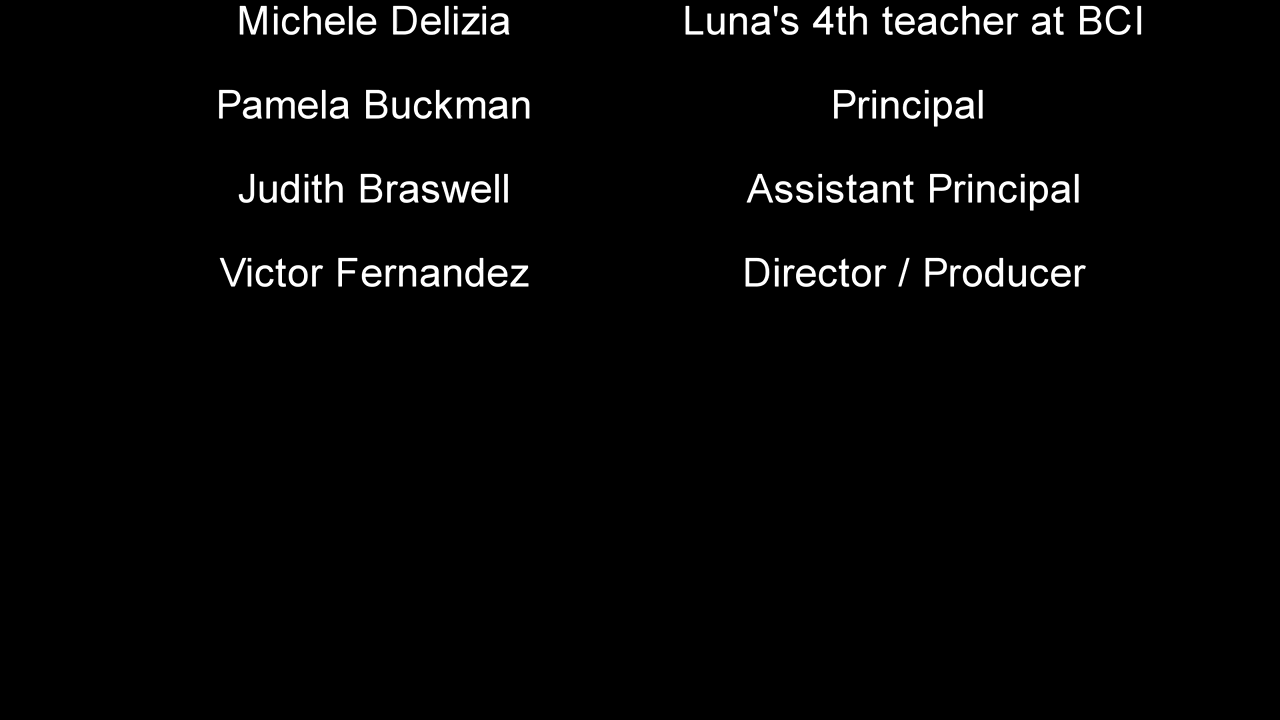 Michele Delizia Luna's 4th teacher at BCI
Pamela Buckman Principal
Judith Braswell Assistant Principal
Victor Fernandez Director / Producer